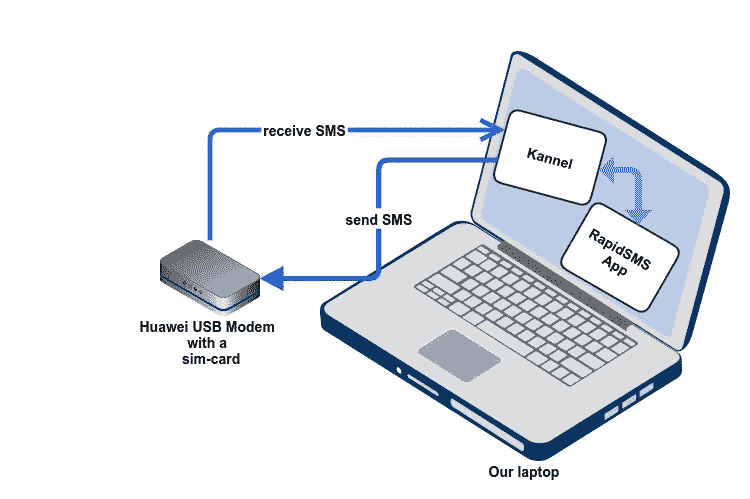 receive SMS
Kannel
send SMS
RapidSMS
App
Huawei USB Modem
with a
sim-card
Our laptop